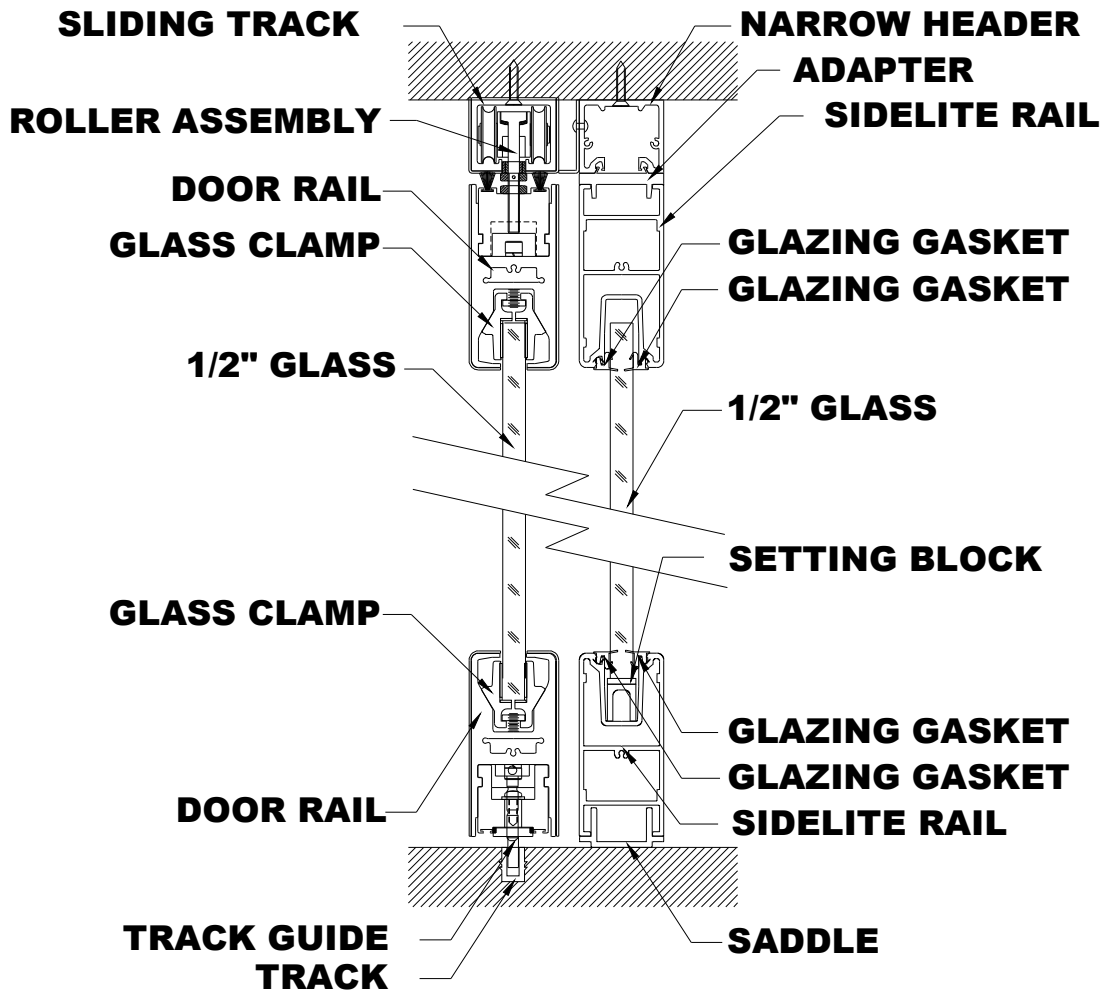 SLIDING TRACK
NARROW HEADER
ADAPTER
SIDELITE RAIL
ROLLER ASSEMBLY
DOOR RAIL
GLASS CLAMP
GLAZING GASKET
GLAZING GASKET
1/2" GLASS
1/2" GLASS
SETTING BLOCK
GLASS CLAMP
GLAZING GASKET
GLAZING GASKET
DOOR RAIL
SIDELITE RAIL
TRACK GUIDE
SADDLE
TRACK